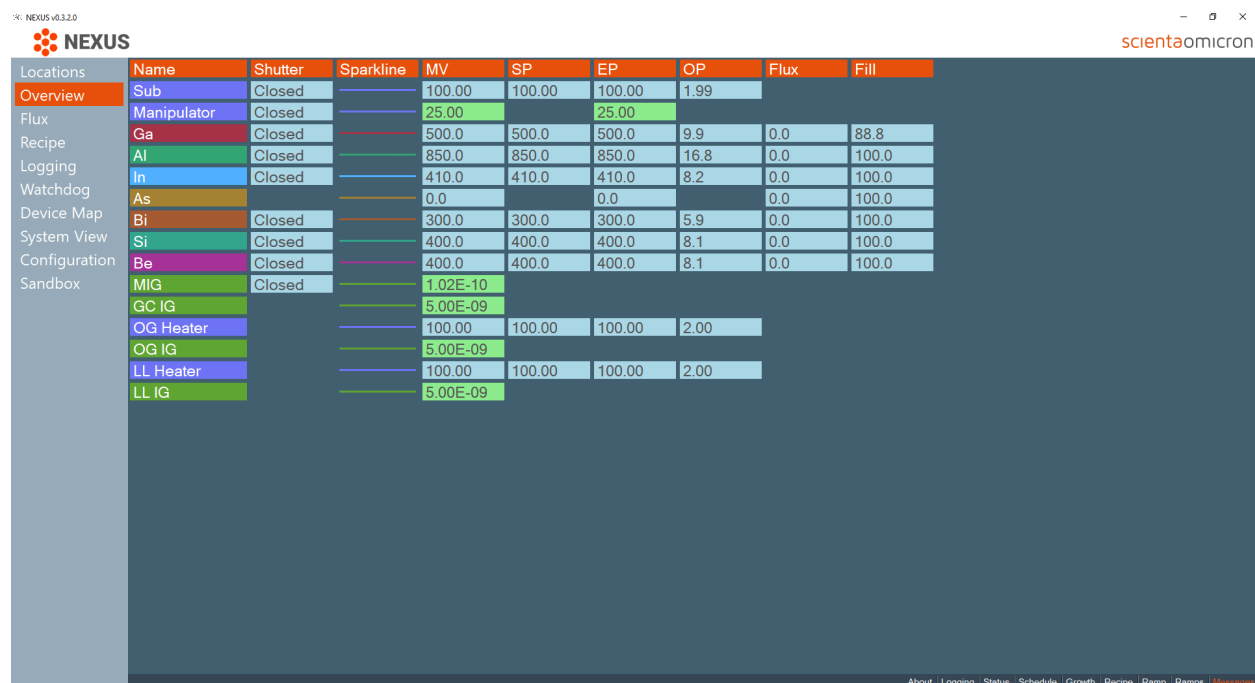 NEXUS v0.3.2.0
NEXUS
scientaomicron
Locations
Overview
Flux
Recipe
Logging
Watchdog
Device Map
System View
Configuration
Sandbox
Name Shutter Sparkline MV SP EP OP Flux Fill
Sub Closed 100.00 100.00 100.00 1.99
Manipulator Closed 25.00 25.00
Ga Closed 500.0 500.0 500.0 9.9 0.0 88.8
Al Closed 850.0 850.0 850.0 16.8 0.0 100.0
In Closed 410.0 410.0 410.0 8.2 0.0 100.0
As 0.0 0.0 0.0 100.0
Bi Closed 300.0 300.0 300.0 5.9 0.0 100.0
Si Closed 400.0 400.0 400.0 8.1 0.0 100.0
Be Closed 400.0 400.0 400.0 8.1 0.0 100.0
MIG Closed 1.02E-10
GC IG 5.00E-09
OG Heater 100.00 100.00 100.00 2.00
OG IG 5.00E-09
LL Heater 100.00 100.00 100.00 2.00
LL IG 5.00E-09
About Logging Status Schedule Growth Recipe Ramp Ramps Messages